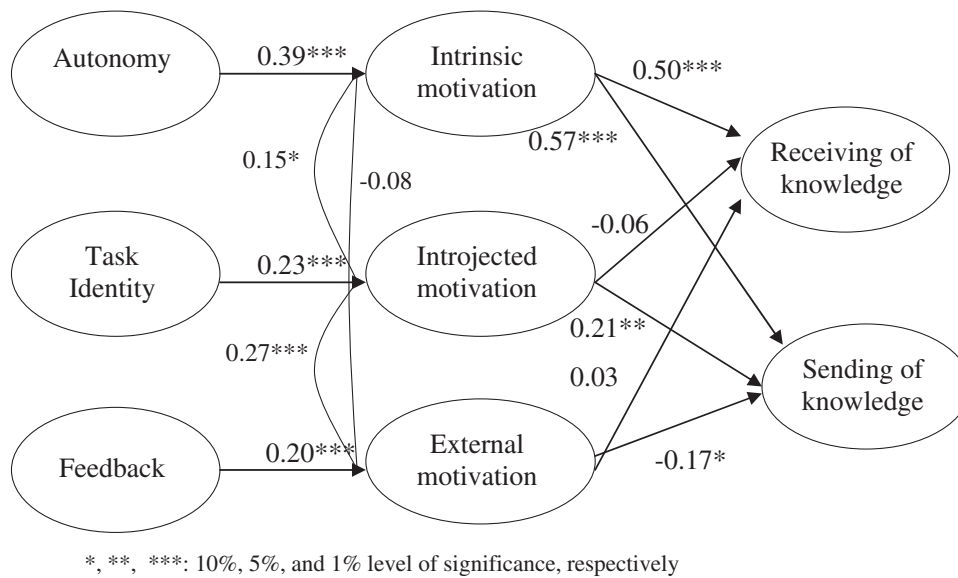 Autonomy
0.39***
Intrinsic
motivation
0.50***
0.57***
Receiving of
knowledge
0.15*
-0.08
-0.06
Task
Identity
0.23***
Introjected
motivation
0.21**
0.27***
0.03
Sending of
knowledge
Feedback
0.20***
External
motivation
-0.17*
*, **, ***: 10%, 5%, and 1% level of significance, respectively